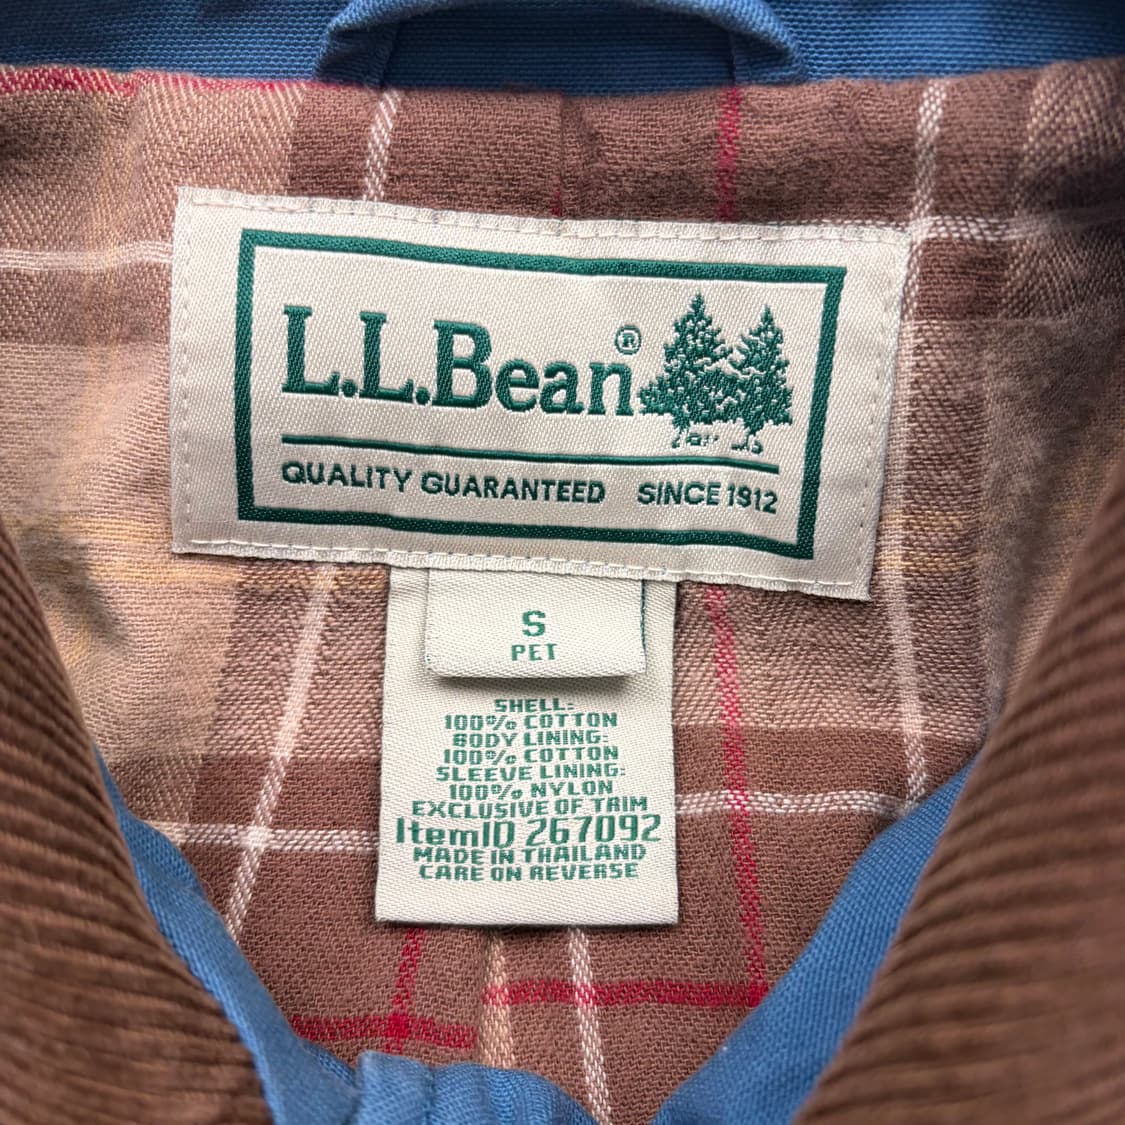 L.L.Bean®
QUALITY GUARANTEED SINCE 1912
S
PET
SHELL:
100% COTTON
BODY LINING:
100% COTTON
SLEEVE LINING:
100% NYLON
EXCLUSIVE OF TRIM
ItemID 267092
MADE IN THAILAND
CARE ON REVERSE